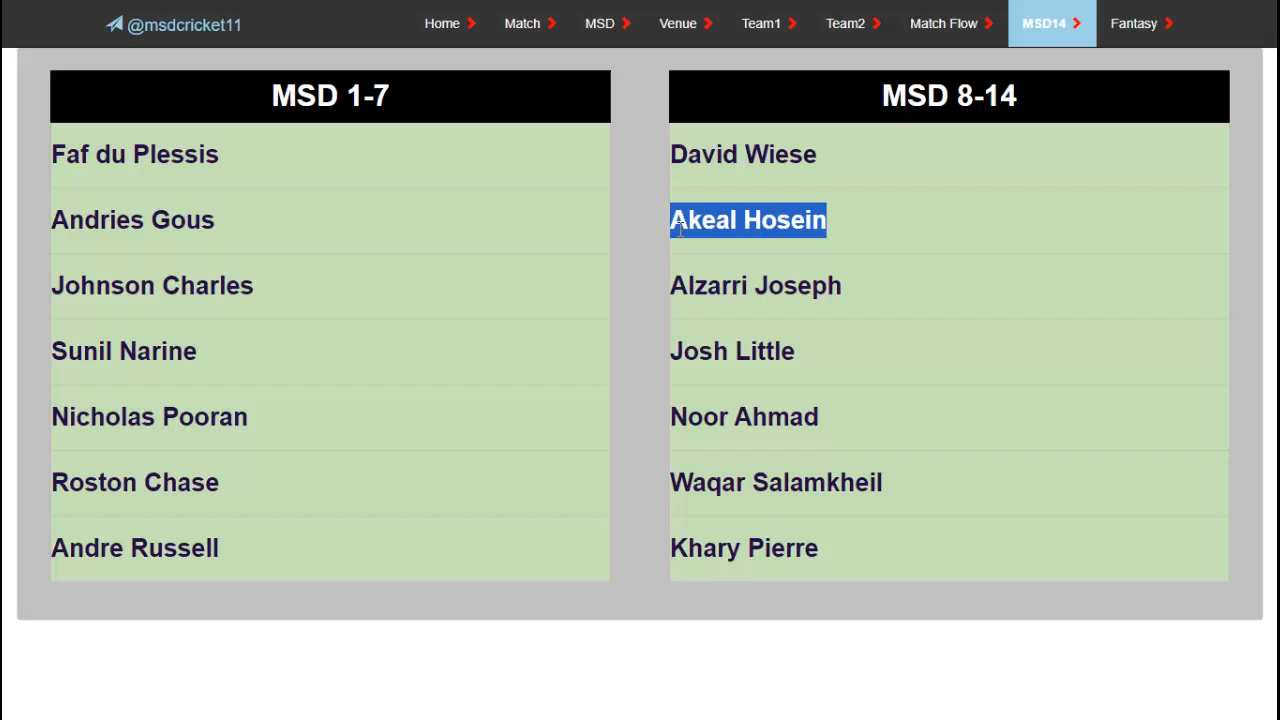 @msdcricket11
Home Match MSD Venue Team1 Team2 Match Flow MSD14 Fantasy
MSD 1-7
Faf du Plessis
Andries Gous
Johnson Charles
Sunil Narine
Nicholas Pooran
Roston Chase
Andre Russell
MSD 8-14
David Wiese
Akeal Hosein
Alzarri Joseph
Josh Little
Noor Ahmad
Waqar Salamkheil
Khary Pierre